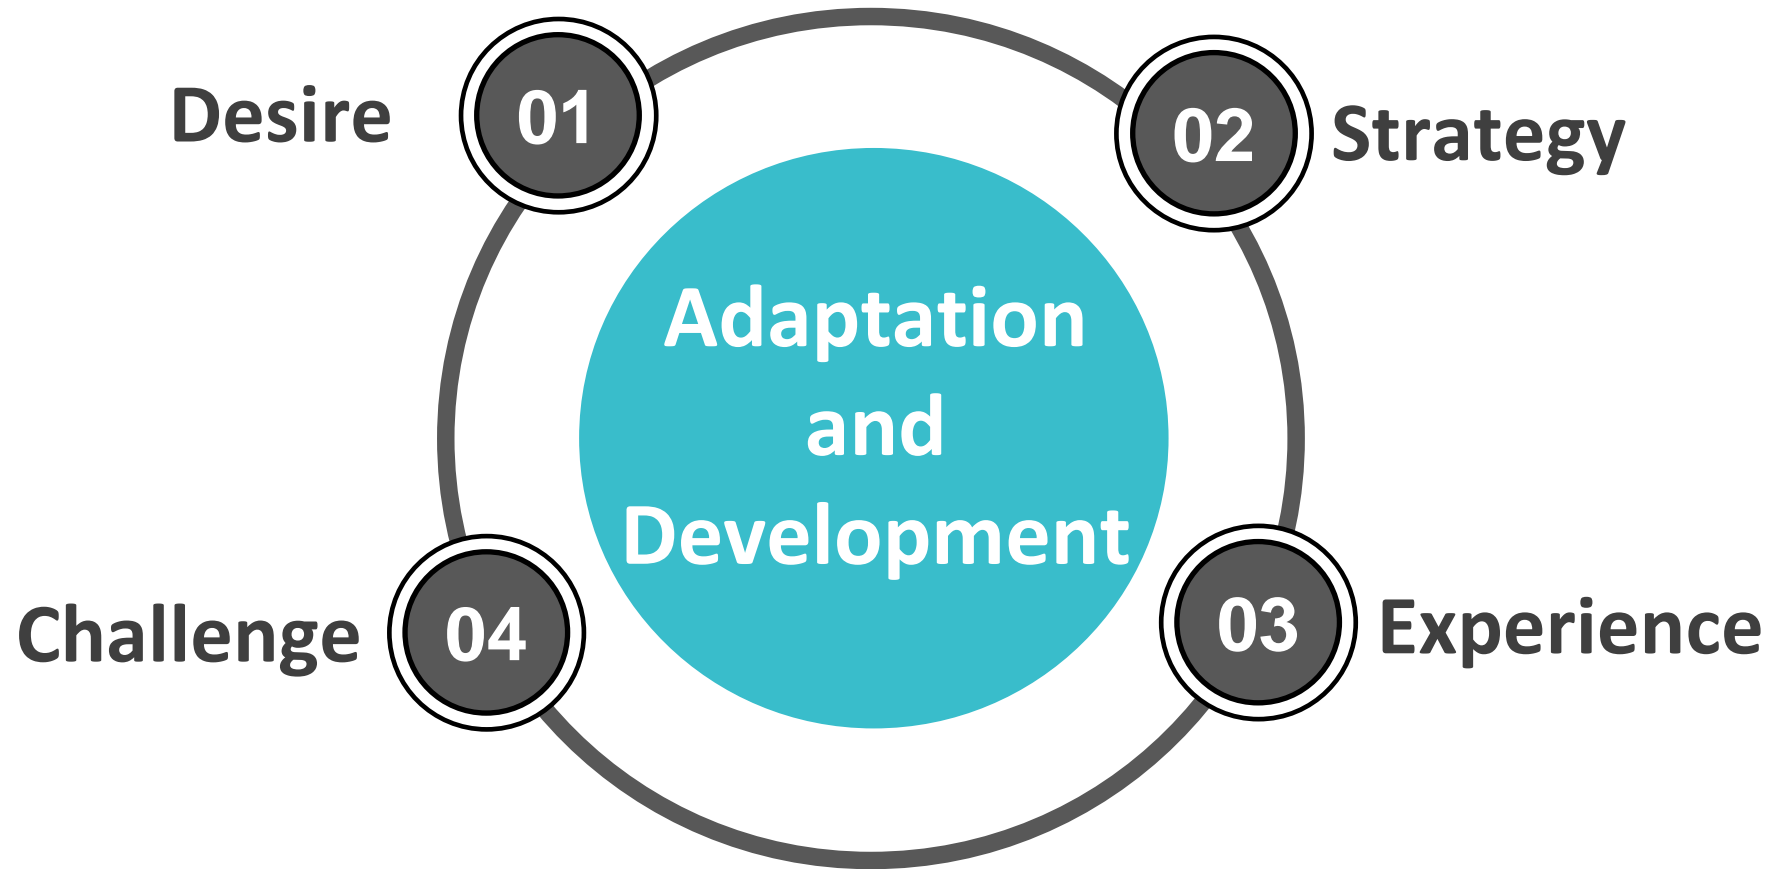 Desire
01
02
Strategy
Adaptation
and
Development
Challenge
04
03
Experience